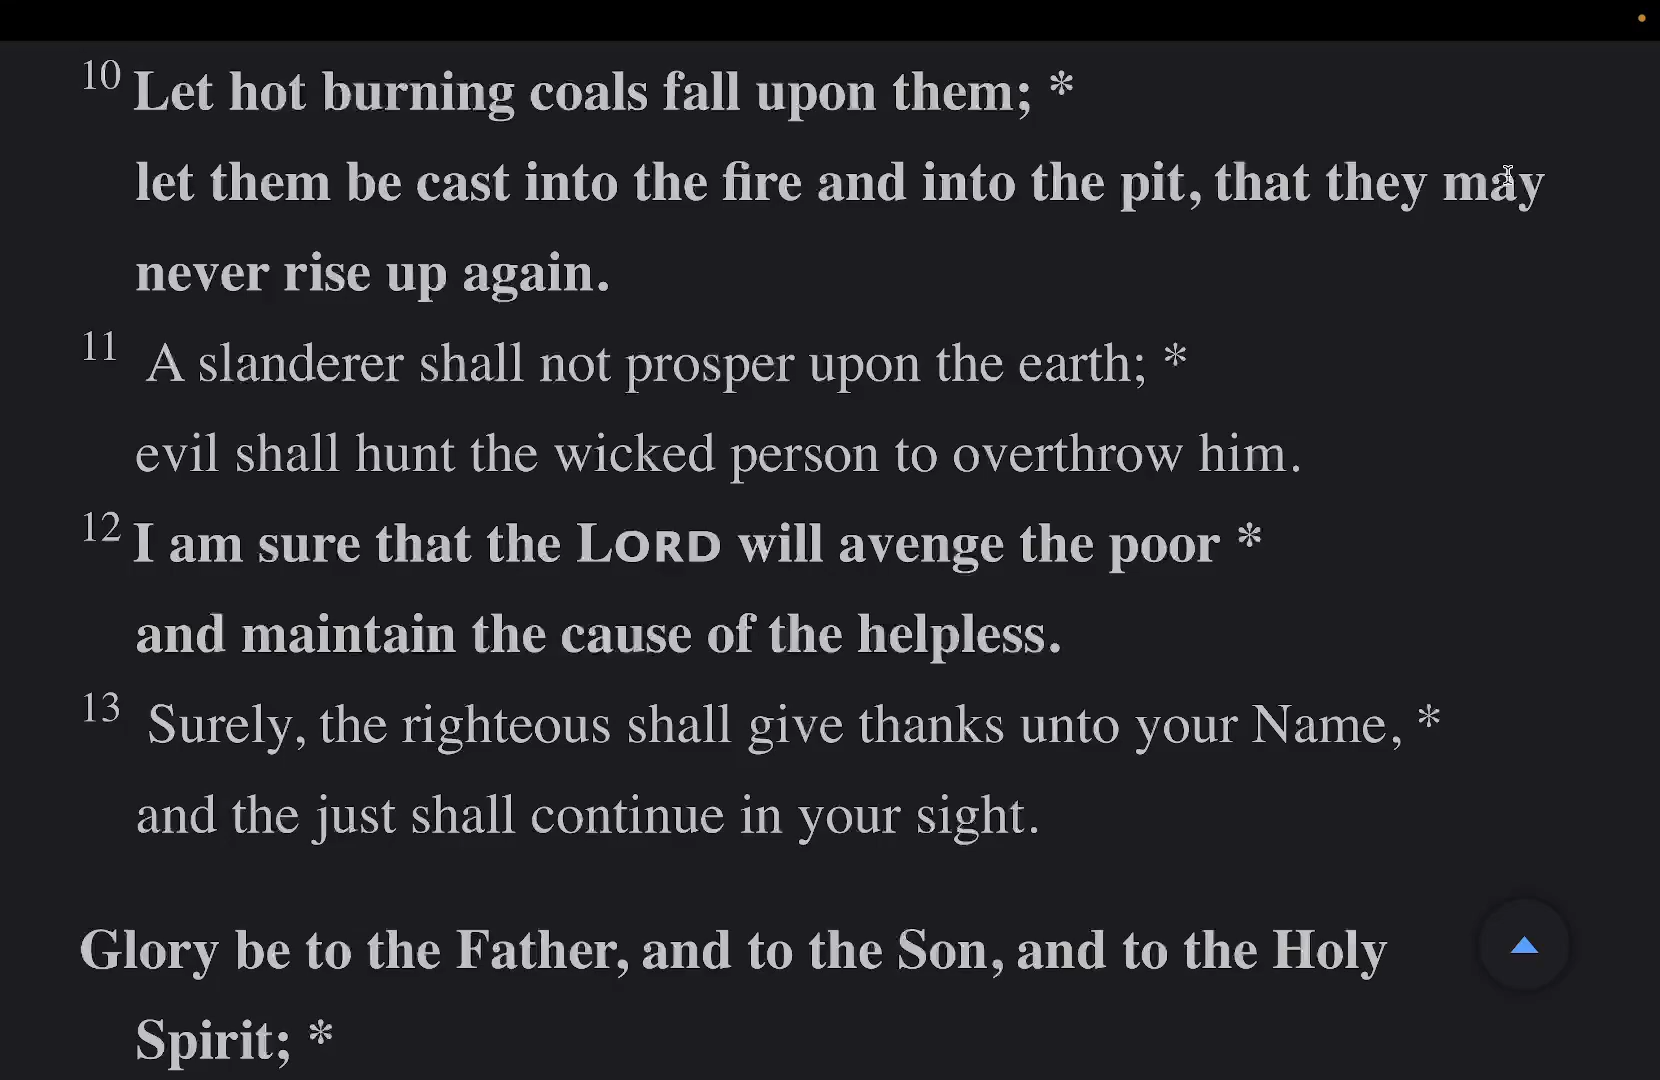 10 Let hot burning coals fall upon them; *
let them be cast into the fire and into the pit, that they may
never rise up again.
11 A slanderer shall not prosper upon the earth; *
evil shall hunt the wicked person to overthrow him.
12 I am sure that the LORD will avenge the poor *
and maintain the cause of the helpless.
13 Surely, the righteous shall give thanks unto your Name, *
and the just shall continue in your sight.
Glory be to the Father, and to the Son, and to the Holy
Spirit; *